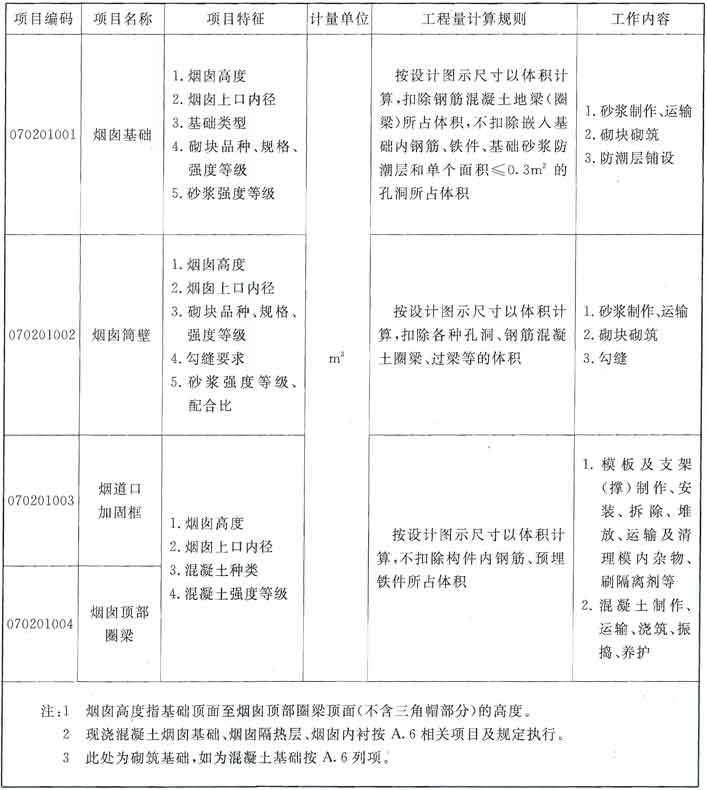 项目编码 项目名称 项目特征 计量单位 工程量计算规则 工作内容
070201001
烟囱基础
1.烟囱高度
2.烟囱上口内径
3.基础类型
4.砌块品种、规格、
强度等级
5.砂浆强度等级
按设计图示尺寸以体积计
算,扣除钢筋混凝土地梁(圈
梁)所占体积,不扣除嵌入基
础内钢筋、铁件、基础砂浆防
潮层和单个面积≤0.3m²的
孔洞所占体积
1.砂浆制作、运输
2.砌块砌筑
3.防潮层铺设
070201002
烟囱筒壁
1.烟囱高度
2.烟囱上口内径
3.砌块品种、规格、
强度等级
4.勾缝要求
5.砂浆强度等级、
配合比
m³
按设计图示尺寸以体积计
算,扣除各种孔洞、钢筋混凝
土圈梁、过梁等的体积
1.砂浆制作、运输
2.砌块砌筑
3.勾缝
070201003
烟道口
加固框
070201004
烟囱顶部
圈梁
1.烟囱高度
2.烟囱上口内径
3.混凝土种类
4.混凝土强度等级
按设计图示尺寸以体积计
算,不扣除构件内钢筋、预埋
铁件所占体积
1.模板及支架
(撑)制作、安
装、拆除、堆
放、运输及清
理模内杂物、
刷隔离剂等
2.混凝土制作、
运输、浇筑、振
捣、养护
注:1 烟囱高度指基础顶面至烟囱顶部圈梁顶面(不含三角帽部分)的高度。
2 现浇混凝土烟囱基础、烟囱隔热层、烟囱内衬按A.6相关项目及规定执行。
3 此处为砌筑基础,如为混凝土基础按A.6列项。